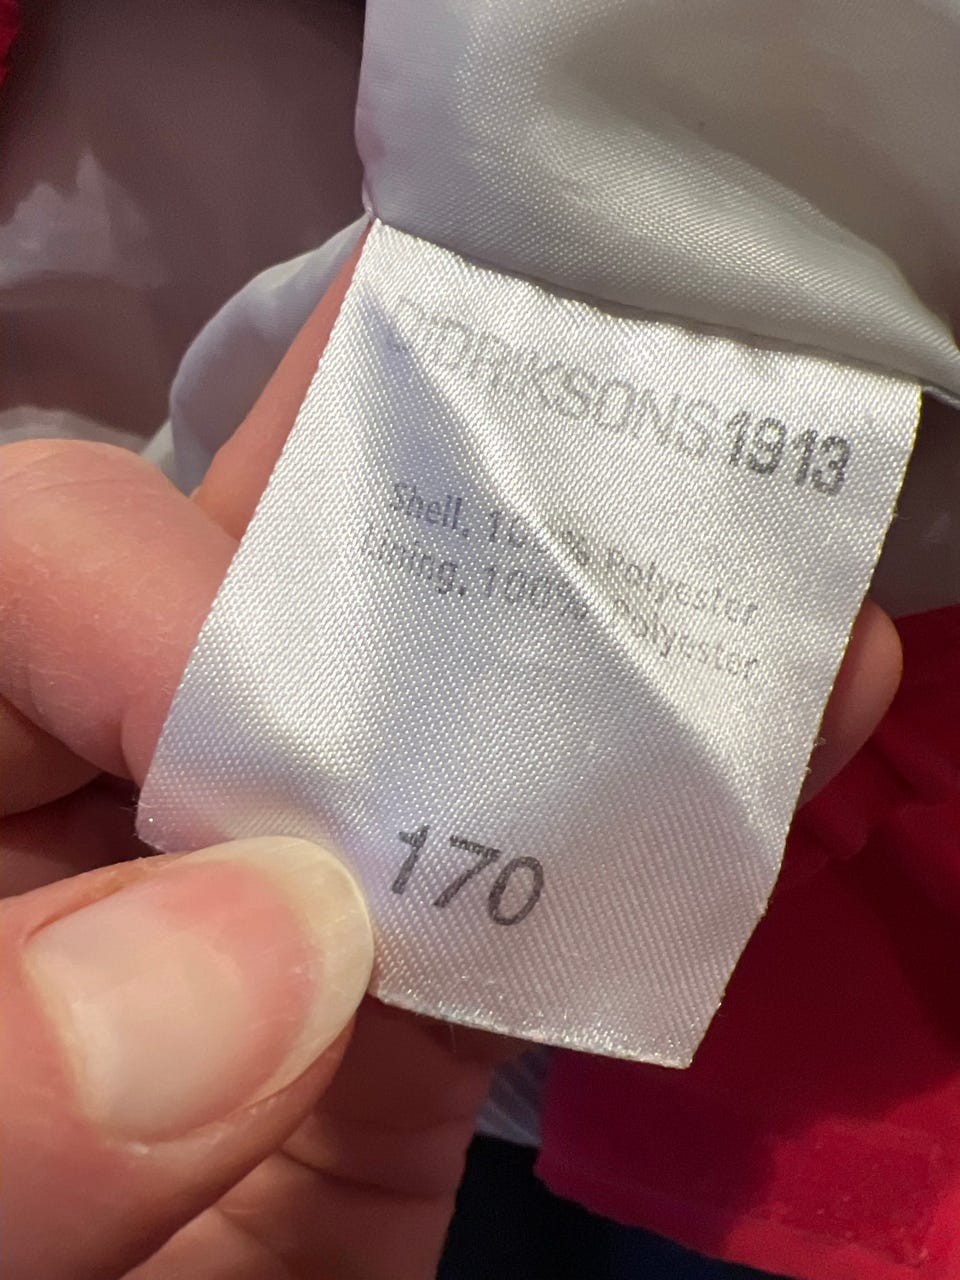 DIDRIKSONS1913
Shell, 100% Polyester
Lining, 100% Polyester
170